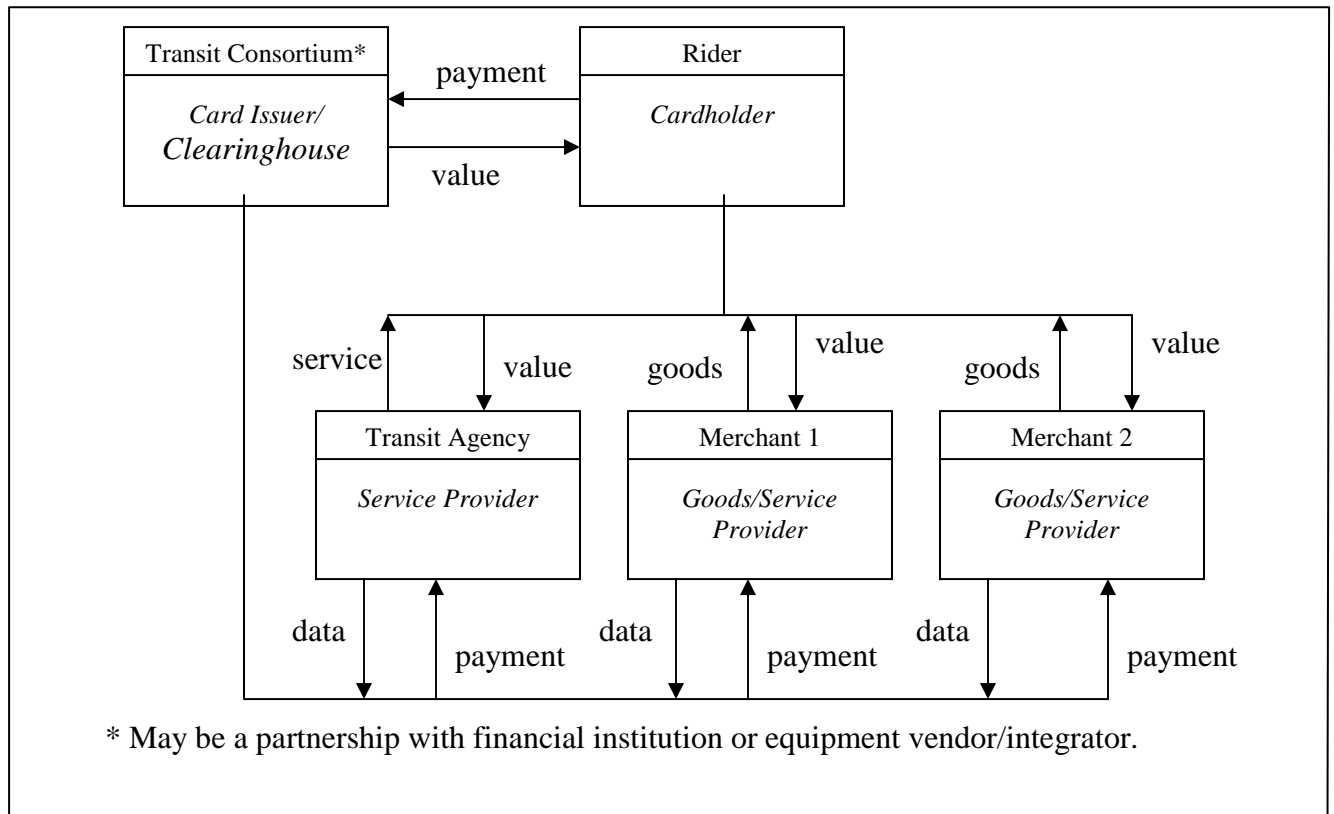 Transit Consortium*
Card Issuer/
Clearinghouse
payment
value
Rider
Cardholder
service
value
goods
value
goods
value
Transit Agency
Service Provider
Merchant 1
Goods/Service
Provider
Merchant 2
Goods/Service
Provider
data
payment
data
payment
data
payment
* May be a partnership with financial institution or equipment vendor/integrator.